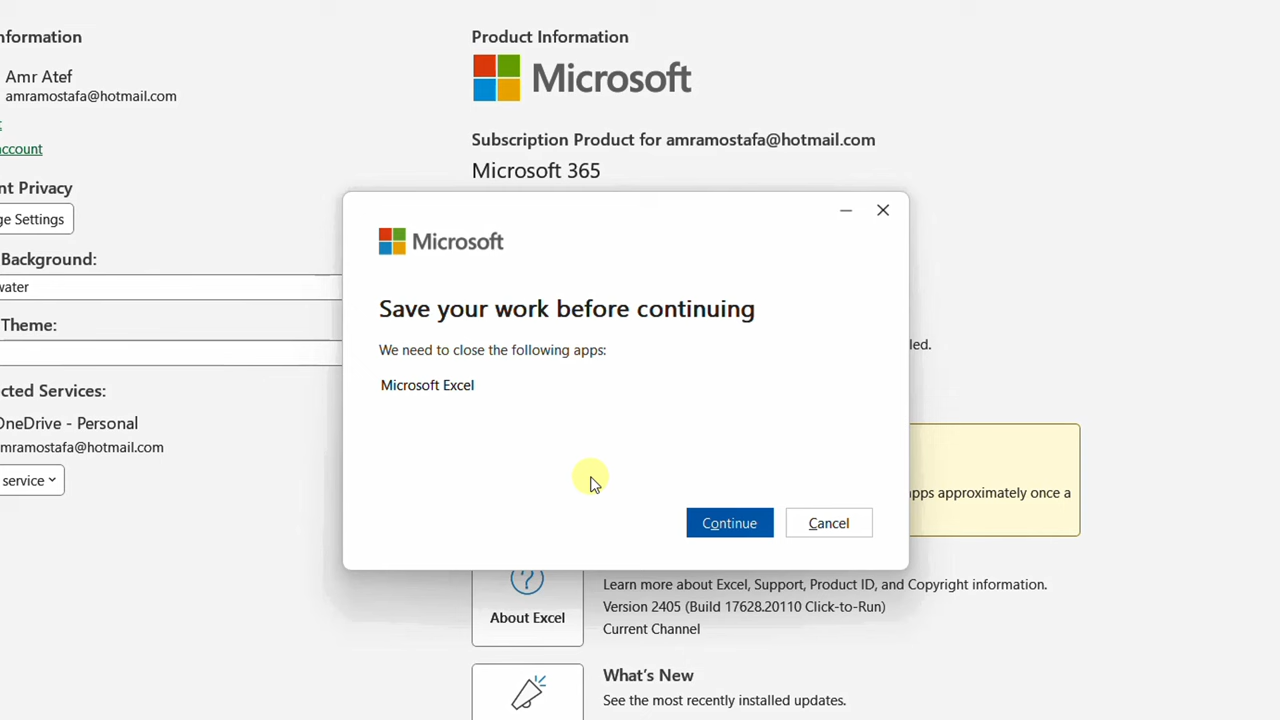 nformation
Amr Atef
amramostafa@hotmail.com
ccount
nt Privacy
ge Settings
Background:
water
Theme:
cted Services:
OneDrive - Personal
mramostafa@hotmail.com
service
Product Information
Microsoft
Subscription Product for amramostafa@hotmail.com
Microsoft 365
Microsoft
Save your work before continuing
We need to close the following apps:
Microsoft Excel
Continue
Cancel
led.
apps approximately once a
About Excel
Learn more about Excel, Support, Product ID, and Copyright information.
Version 2405 (Build 17628.20110 Click-to-Run)
Current Channel
What's New
See the most recently installed updates.